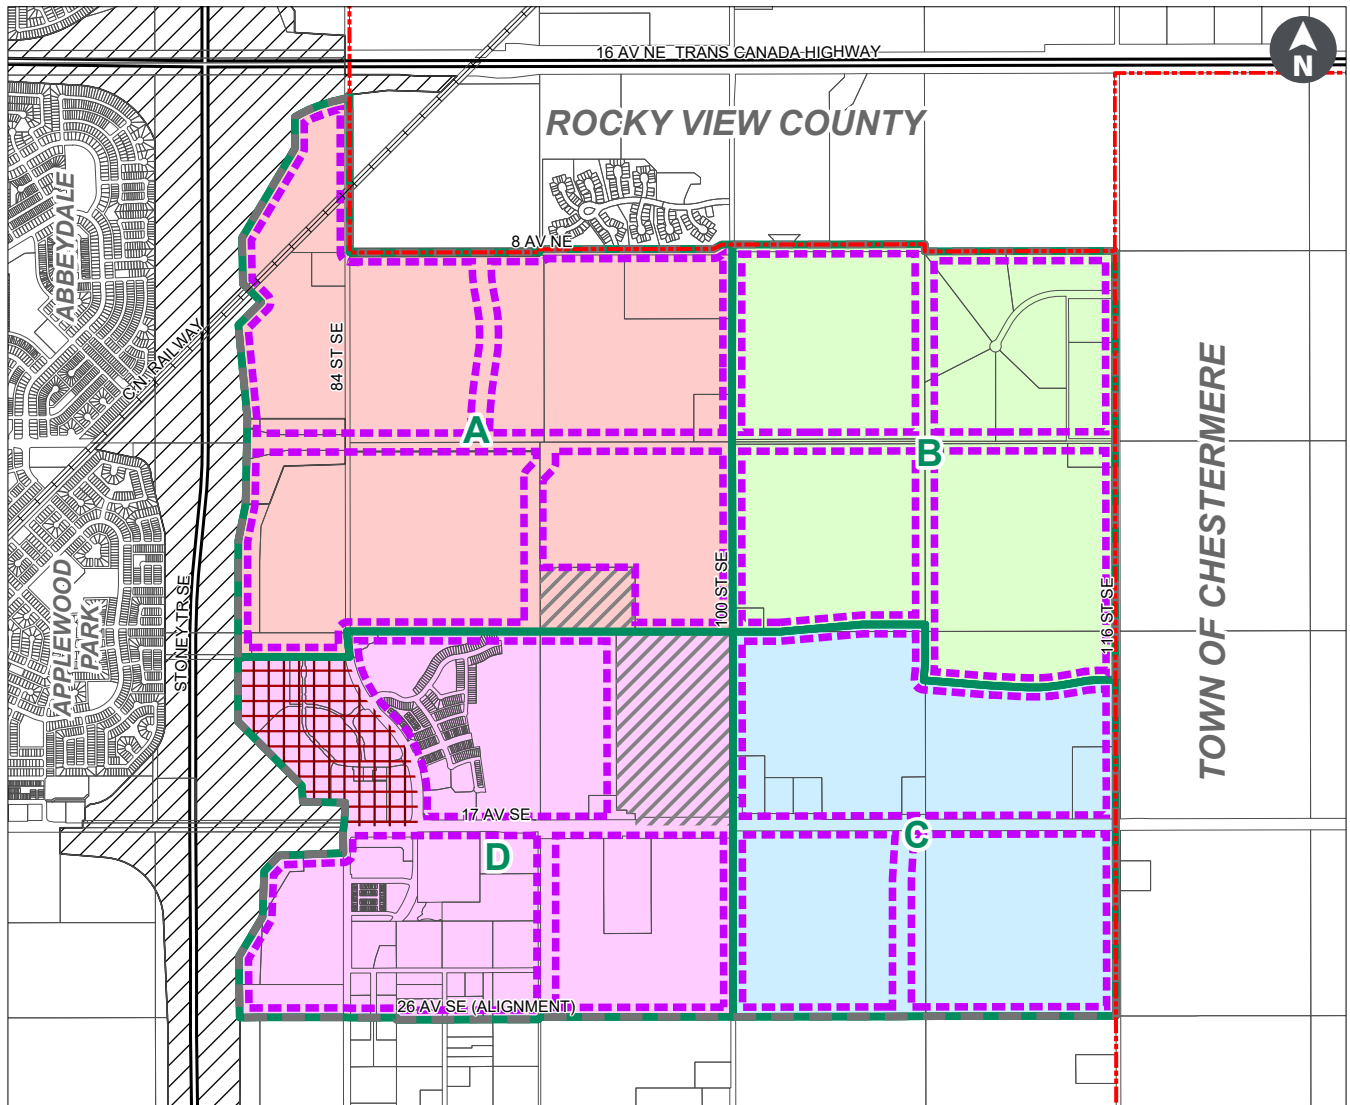 16 AV NE TRANS CANADA HIGHWAY
N
ROCKY VIEW COUNTY
ABBEYDALE
8 AV NE
C.N. RAILWAY
84 ST SE
A
B
TOWN OF CHESTERMERE
100 ST SE
116 ST SE
APPLEWOOD
PARK
STONEY TR SE
17 AV SE
C
D
26 AV SE (ALIGNMENT)